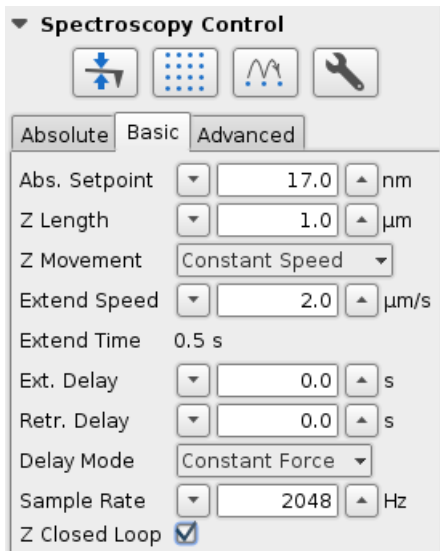 Spectroscopy Control
Absolute Basic Advanced
Abs. Setpoint 17.0 nm
Z Length 1.0 µm
Z Movement Constant Speed
Extend Speed 2.0 µm/s
Extend Time 0.5 s
Ext. Delay 0.0 s
Retr. Delay 0.0 s
Delay Mode Constant Force
Sample Rate 2048 Hz
Z Closed Loop